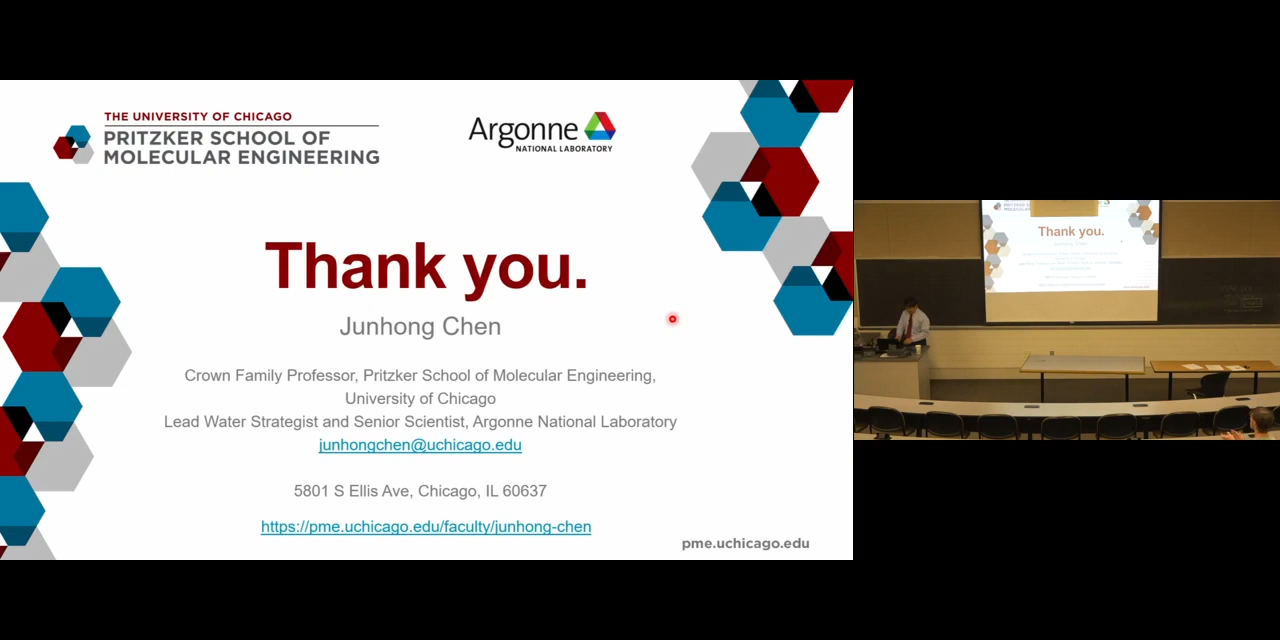 THE UNIVERSITY OF CHICAGO
PRITZKER SCHOOL OF
MOLECULAR ENGINEERING
Argonne
NATIONAL LABORATORY
Thank you.
Junhong Chen
Crown Family Professor, Pritzker School of Molecular Engineering,
University of Chicago
Lead Water Strategist and Senior Scientist, Argonne National Laboratory
junhongchen@uchicago.edu
5801 S Ellis Ave, Chicago, IL 60637
https://pme.uchicago.edu/faculty/junhong-chen
pme.uchicago.edu
Thank you.
Junhong Chen